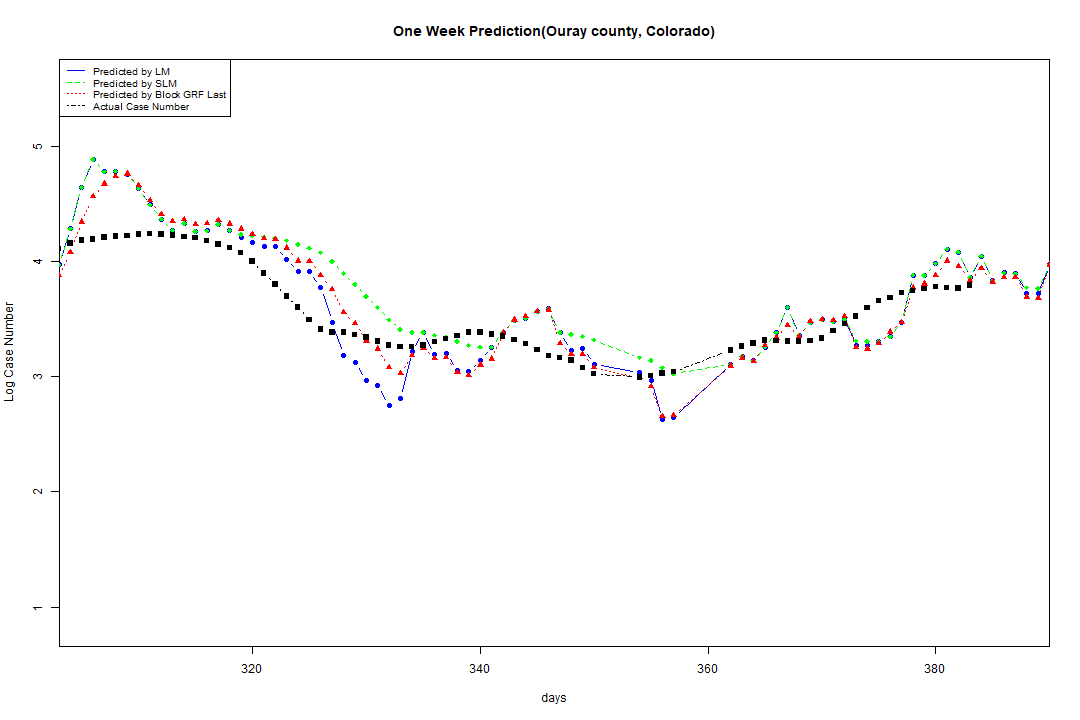 One Week Prediction(Ouray county, Colorado)
Predicted by LM
Predicted by SLM
Predicted by Block GRF Last
Actual Case Number
5
4
3
2
1
Log Case Number
320 340 360 380
days